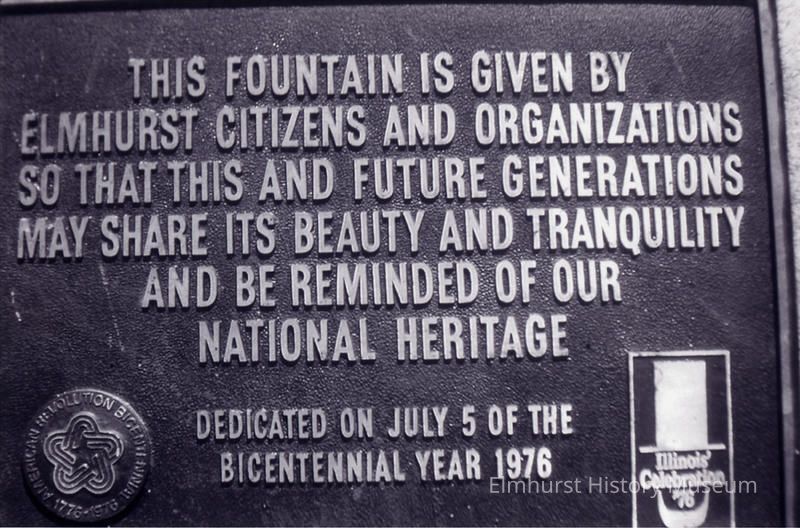 THIS FOUNTAIN IS GIVEN BY
ELMHURST CITIZENS AND ORGANIZATIONS
SO THAT THIS AND FUTURE GENERATIONS
MAY SHARE ITS BEAUTY AND TRANQUILITY
AND BE REMINDED OF OUR
NATIONAL HERITAGE
DEDICATED ON JULY 5 OF THE
BICENTENNIAL YEAR 1976
AMERICAN REVOLUTION BICENTENNIAL
1776-1976
Illinois'
Celebration
'76
Elmhurst History Museum